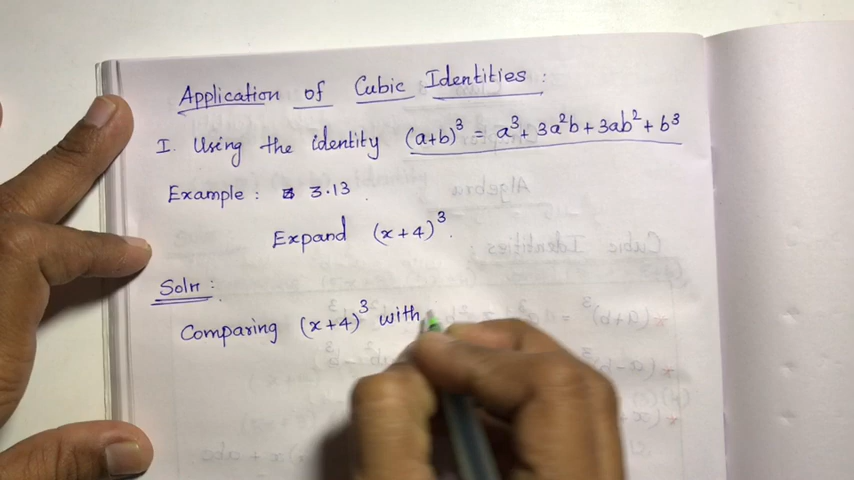 Application of Cubic Identities :
I. Using the identity (a+b)³ = a³ + 3a²b + 3ab² + b³
Example : 3.13
Expand (x+4)³.
Soln :
Comparing (x+4)³ with